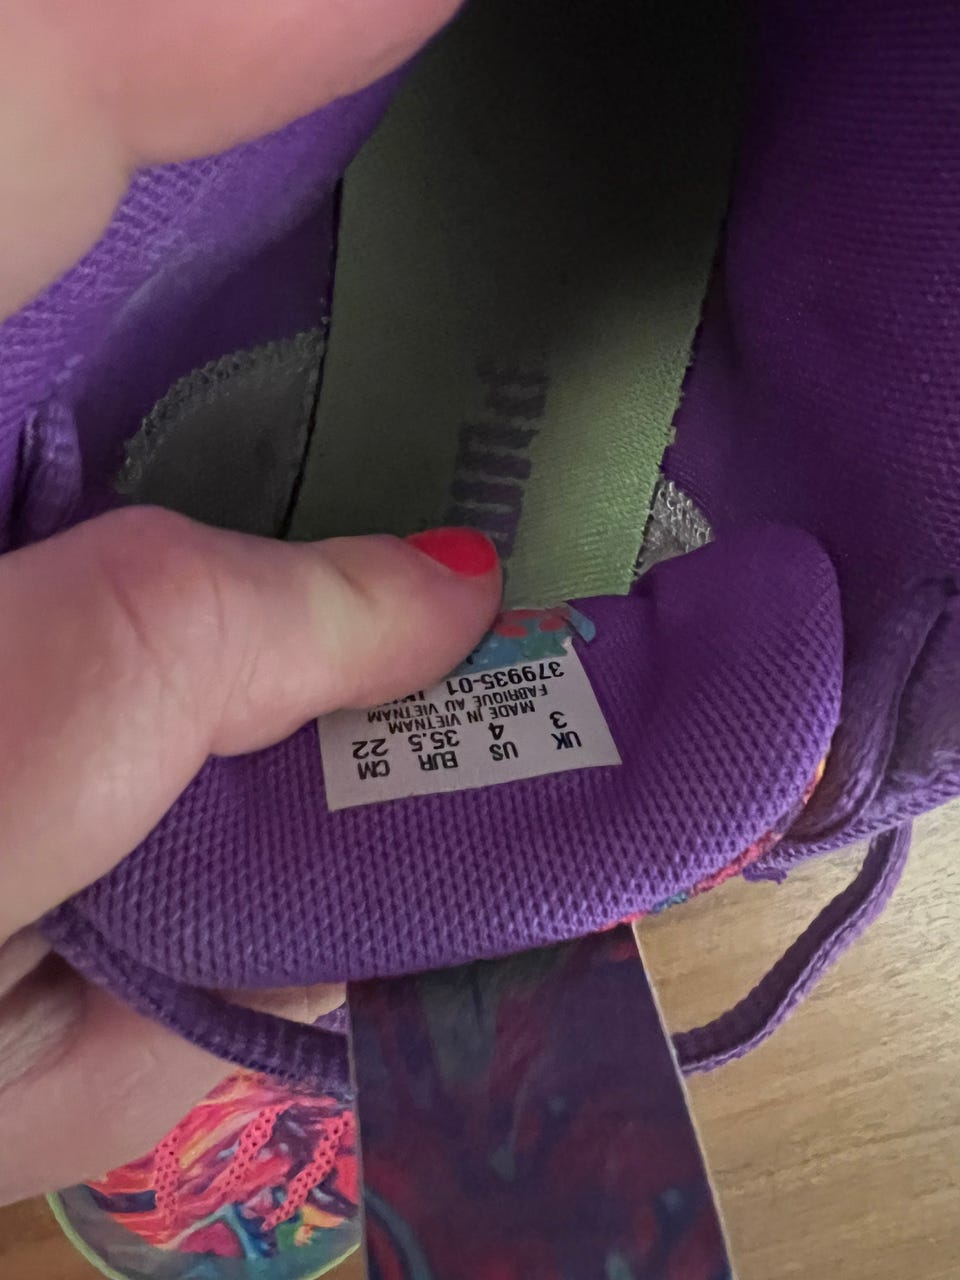 UK US EUR CM
3 4 35.5 22
MADE IN VIETNAM
FABRIQUE AU VIETNAM
379935-01